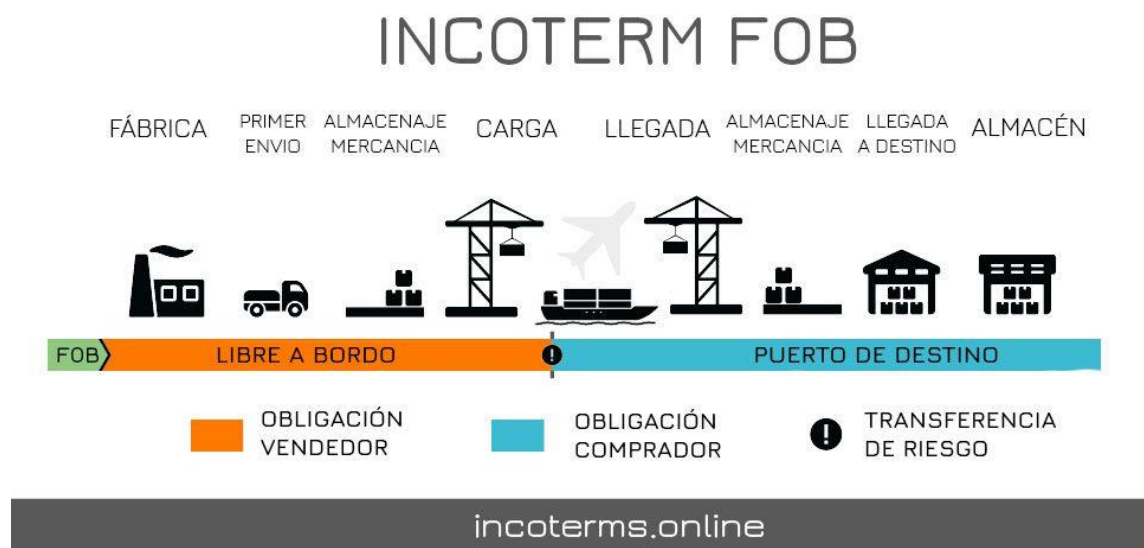 INCOTERM FOB
FÁBRICA
PRIMER
ENVIO
ALMACENAJE
MERCANCIA
CARGA
LLEGADA
ALMACENAJE
MERCANCIA
LLEGADA
A DESTINO
ALMACÉN
FOB
LIBRE A BORDO
PUERTO DE DESTINO
OBLIGACIÓN
VENDEDOR
OBLIGACIÓN
COMPRADOR
TRANSFERENCIA
DE RIESGO
incoterms.online